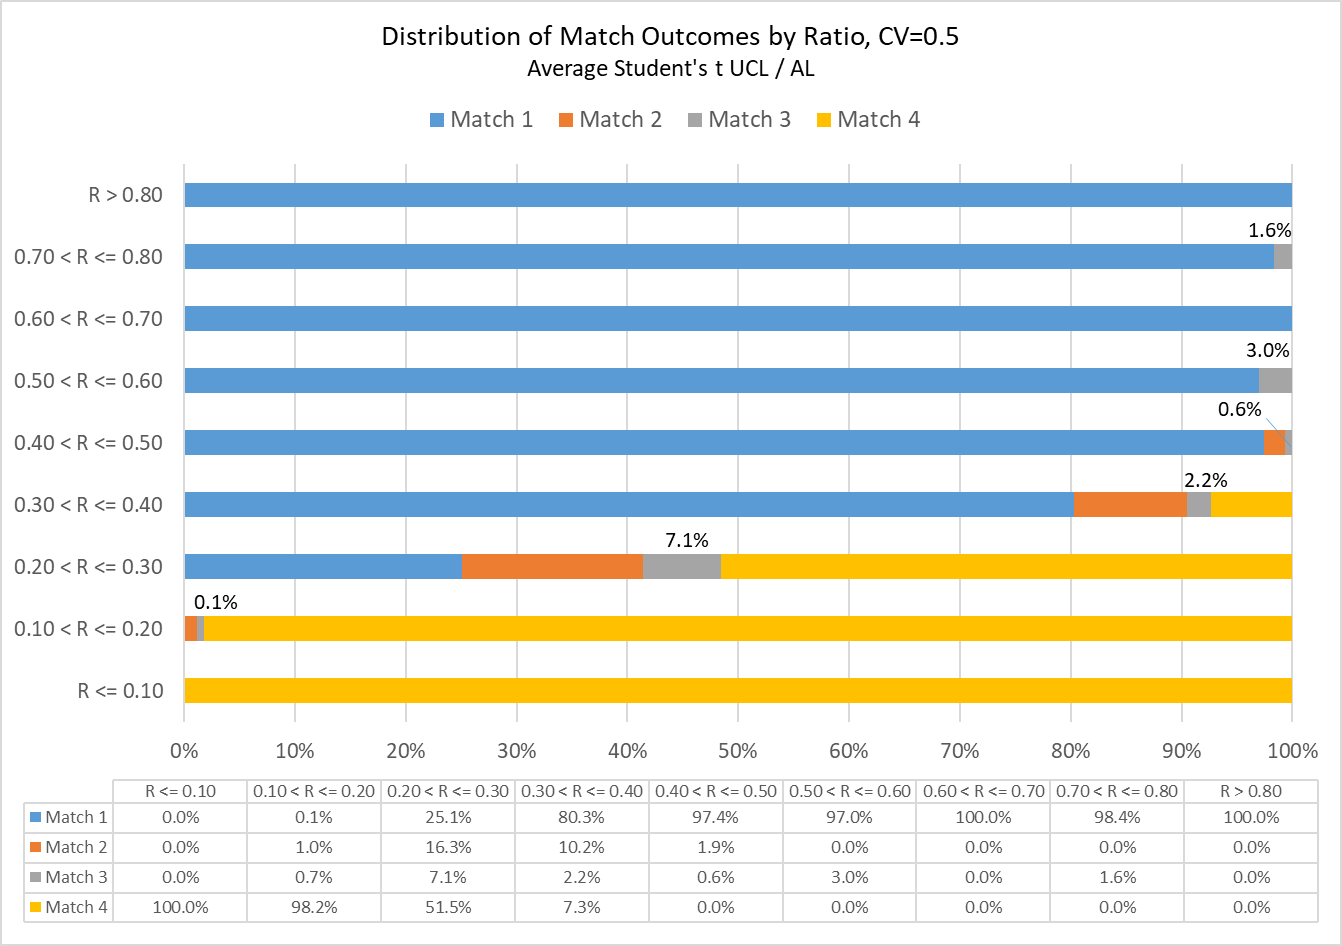 Distribution of Match Outcomes by Ratio, CV=0.5
Average Student's t UCL / AL
Match 1 Match 2 Match 3 Match 4
R > 0.80
1.6%
0.70 < R <= 0.80
0.60 < R <= 0.70
3.0%
0.50 < R <= 0.60
0.6%
0.40 < R <= 0.50
2.2%
0.30 < R <= 0.40
7.1%
0.20 < R <= 0.30
0.1%
0.10 < R <= 0.20
R <= 0.10
0% 10% 20% 30% 40% 50% 60% 70% 80% 90% 100%
R <= 0.10 0.10 < R <= 0.20 0.20 < R <= 0.30 0.30 < R <= 0.40 0.40 < R <= 0.50 0.50 < R <= 0.60 0.60 < R <= 0.70 0.70 < R <= 0.80 R > 0.80
Match 1 0.0% 0.1% 25.1% 80.3% 97.4% 97.0% 100.0% 98.4% 100.0%
Match 2 0.0% 1.0% 16.3% 10.2% 1.9% 0.0% 0.0% 0.0% 0.0%
Match 3 0.0% 0.7% 7.1% 2.2% 0.6% 3.0% 0.0% 1.6% 0.0%
Match 4 100.0% 98.2% 51.5% 7.3% 0.0% 0.0% 0.0% 0.0% 0.0%